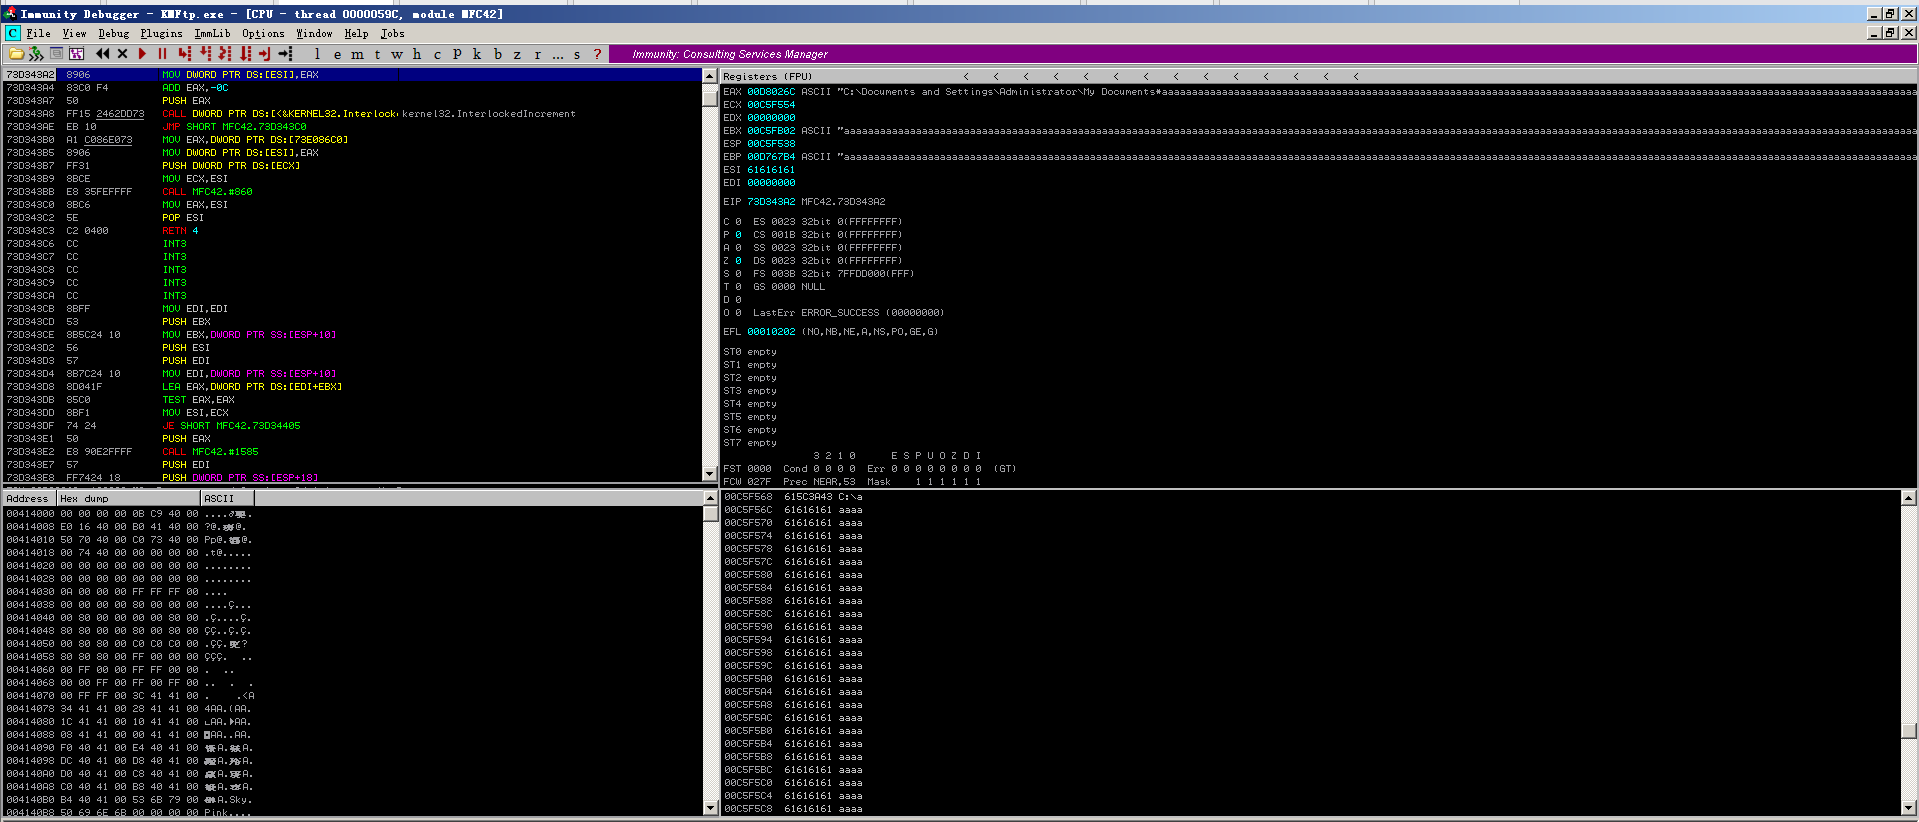 Immunity Debugger - KMFtp.exe - [CPU - thread 0000059C, module MFC42]
C File View Debug Plugins ImmLib Options Window Help Jobs
l e m t w h c P k b z r ... s ? Immunity: Consulting Services Manager
73D343A2 8906 MOV DWORD PTR DS:[ESI],EAX
73D343A4 83C0 F4 ADD EAX,-0C
73D343A7 50 PUSH EAX
73D343A8 FF15 2462DD73 CALL DWORD PTR DS:[<&KERNEL32.Interlock kernel32.InterlockedIncrement
73D343AE EB 10 JMP SHORT MFC42.73D343C0
73D343B0 A1 C086E073 MOV EAX,DWORD PTR DS:[73E086C0]
73D343B5 8906 MOV DWORD PTR DS:[ESI],EAX
73D343B7 FF31 PUSH DWORD PTR DS:[ECX]
73D343B9 8BCE MOV ECX,ESI
73D343BB E8 35FEFFFF CALL MFC42.#860
73D343C0 8BC6 MOV EAX,ESI
73D343C2 5E POP ESI
73D343C3 C2 0400 RETN 4
73D343C6 CC INT3
73D343C7 CC INT3
73D343C8 CC INT3
73D343C9 CC INT3
73D343CA CC INT3
73D343CB 8BFF MOV EDI,EDI
73D343CD 53 PUSH EBX
73D343CE 8B5C24 10 MOV EBX,DWORD PTR SS:[ESP+10]
73D343D2 56 PUSH ESI
73D343D3 57 PUSH EDI
73D343D4 8B7C24 10 MOV EDI,DWORD PTR SS:[ESP+10]
73D343D8 8D041F LEA EAX,DWORD PTR DS:[EDI+EBX]
73D343DB 85C0 TEST EAX,EAX
73D343DD 8BF1 MOV ESI,ECX
73D343DF 74 24 JE SHORT MFC42.73D34405
73D343E1 50 PUSH EAX
73D343E2 E8 90E2FFFF CALL MFC42.#1585
73D343E7 57 PUSH EDI
73D343E8 FF7424 18 PUSH DWORD PTR SS:[ESP+18]
Registers (FPU) < < < < < < < < < < < < < <
EAX 00D8026C ASCII "C:\Documents and Settings\Administrator\My Documents*
ECX 00C5F554
EDX 00000000
EBX 00C5FB02 ASCII
ESP 00C5F538
EBP 00D767B4 ASCII
ESI 61616161
EDI 00000000
EIP 73D343A2 MFC42.73D343A2
C 0 ES 0023 32bit 0(FFFFFFFF)
P 0 CS 001B 32bit 0(FFFFFFFF)
A 0 SS 0023 32bit 0(FFFFFFFF)
Z 0 DS 0023 32bit 0(FFFFFFFF)
S 0 FS 003B 32bit 7FFDD000(FFF)
T 0 GS 0000 NULL
D 0
O 0 LastErr ERROR_SUCCESS (00000000)
EFL 00010202 (NO,NB,NE,A,NS,PO,GE,G)
ST0 empty
ST1 empty
ST2 empty
ST3 empty
ST4 empty
ST5 empty
ST6 empty
ST7 empty
3 2 1 0 E S P U O Z D I
FST 0000 Cond 0 0 0 0 Err 0 0 0 0 0 0 0 0 (GT)
FCW 027F Prec NEAR,53 Mask 1 1 1 1 1 1
Address Hex dump ASCII
00414000 00 00 00 00 0B C9 40 00
00414008 E0 16 40 00 B0 41 40 00
00414010 50 70 40 00 C0 73 40 00
00414018 00 74 40 00 00 00 00 00 .t@.....
00414020 00 00 00 00 00 00 00 00 ........
00414028 00 00 00 00 00 00 00 00 ........
00414030 0A 00 00 00 FF FF FF 00 ....
00414038 00 00 00 00 80 00 00 00 ....Ç...
00414040 00 80 00 00 00 00 80 00 .Ç....Ç.
00414048 80 80 00 00 80 00 80 00 ÇÇ..Ç.Ç.
00414050 00 80 80 00 C0 C0 C0 00
00414058 80 80 80 00 FF 00 00 00 ÇÇÇ. ..
00414060 00 FF 00 00 FF FF 00 00 . ..
00414068 00 00 FF 00 FF 00 FF 00 .. . .
00414070 00 FF FF 00 3C 41 41 00 . .<A
00414078 34 41 41 00 28 41 41 00 4AA.(AA.
00414080 1C 41 41 00 10 41 41 00
00414088 08 41 41 00 00 41 41 00
00414090 F0 40 41 00 E4 40 41 00
00414098 DC 40 41 00 D8 40 41 00
004140A0 D0 40 41 00 C8 40 41 00
004140A8 C0 40 41 00 B8 40 41 00
004140B0 B4 40 41 00 53 6B 79 00 A.Sky.
004140B8 50 69 6E 6B 00 00 00 00 Pink....
00C5F568 615C3A43 C:\a
00C5F56C 61616161 aaaa
00C5F570 61616161 aaaa
00C5F574 61616161 aaaa
00C5F578 61616161 aaaa
00C5F57C 61616161 aaaa
00C5F580 61616161 aaaa
00C5F584 61616161 aaaa
00C5F588 61616161 aaaa
00C5F58C 61616161 aaaa
00C5F590 61616161 aaaa
00C5F594 61616161 aaaa
00C5F598 61616161 aaaa
00C5F59C 61616161 aaaa
00C5F5A0 61616161 aaaa
00C5F5A4 61616161 aaaa
00C5F5A8 61616161 aaaa
00C5F5AC 61616161 aaaa
00C5F5B0 61616161 aaaa
00C5F5B4 61616161 aaaa
00C5F5B8 61616161 aaaa
00C5F5BC 61616161 aaaa
00C5F5C0 61616161 aaaa
00C5F5C4 61616161 aaaa
00C5F5C8 61616161 aaaa